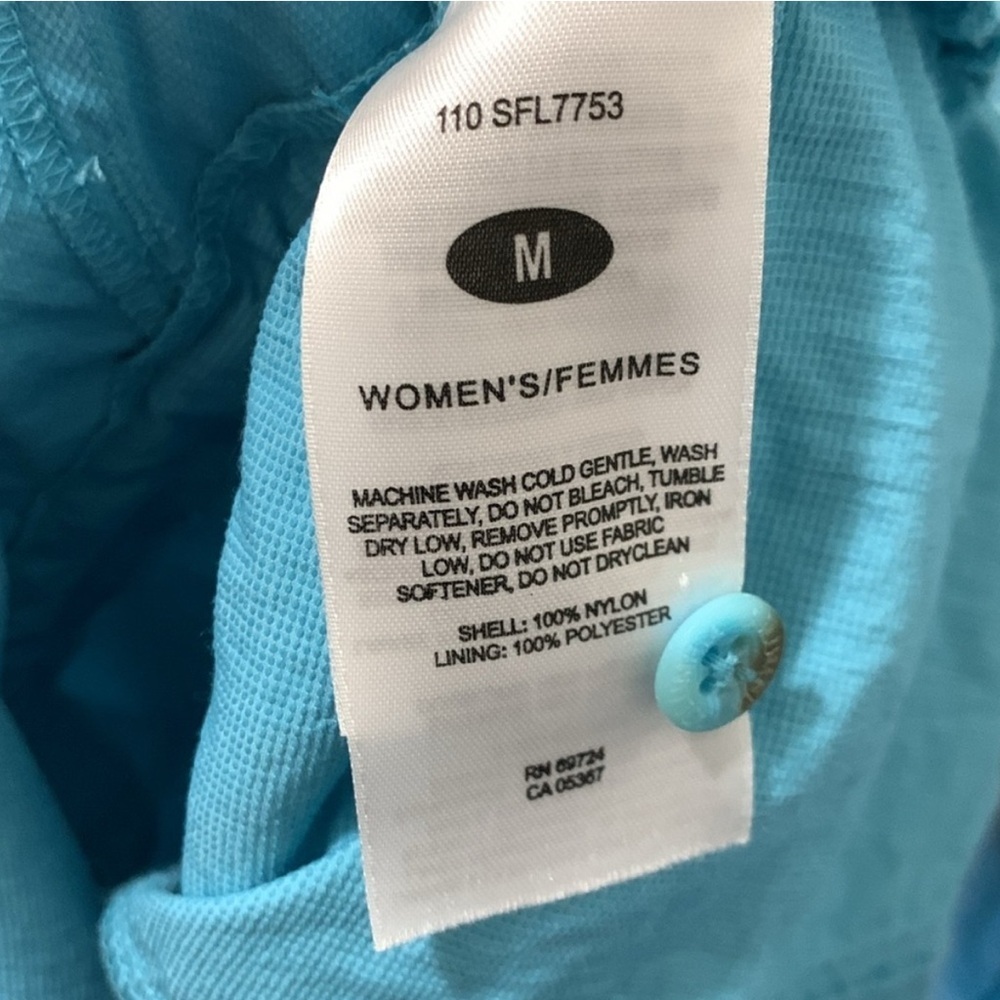 110 SFL7753
M
WOMEN'S/FEMMES
MACHINE WASH COLD GENTLE, WASH
SEPARATELY, DO NOT BLEACH, TUMBLE
DRY LOW, REMOVE PROMPTLY, IRON
LOW, DO NOT USE FABRIC
SOFTENER, DO NOT DRYCLEAN
SHELL: 100% NYLON
LINING: 100% POLYESTER
RN 69724
CA 05367